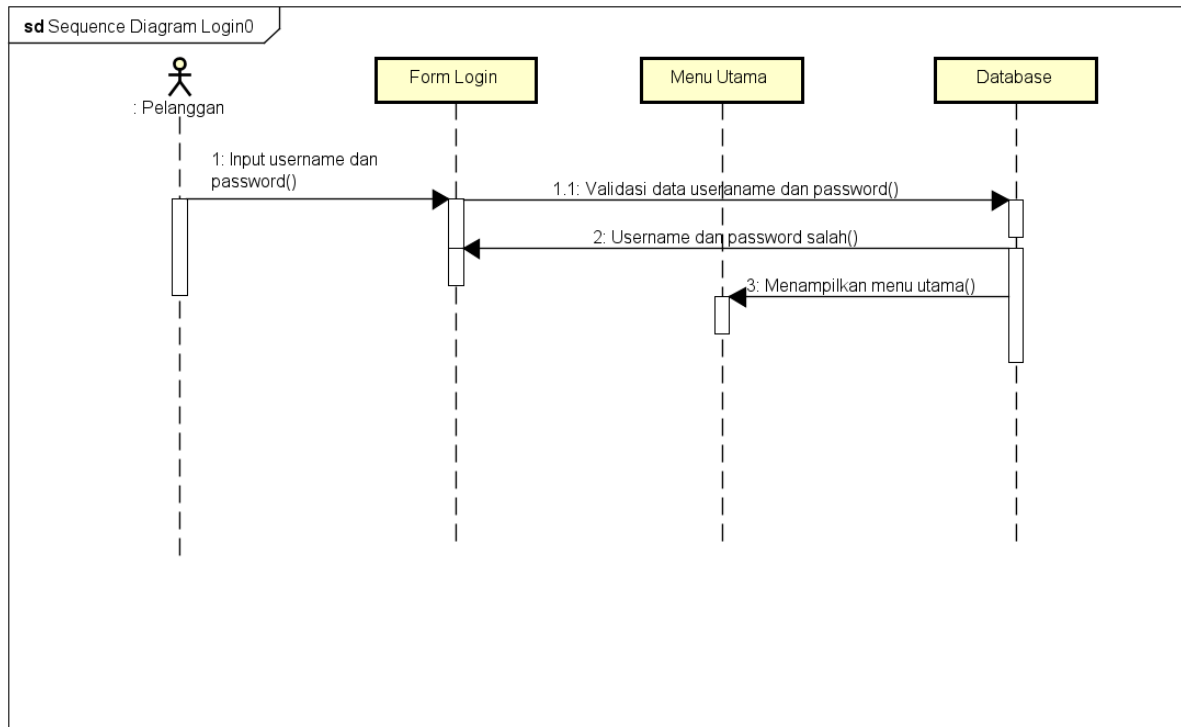 sd Sequence Diagram Login0
: Pelanggan
Form Login
Menu Utama
Database
1: Input username dan
password()
1.1: Validasi data useraname dan password()
2: Username dan password salah()
3: Menampilkan menu utama()